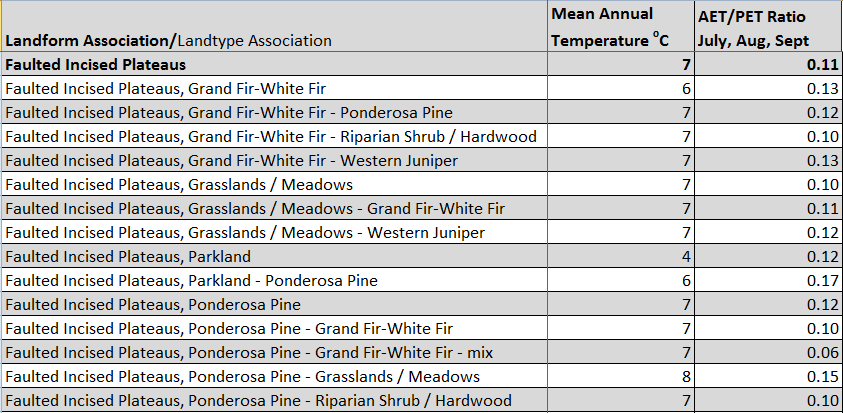 Mean Annual AET/PET Ratio
Landform Association/Landtype Association Temperature °C July, Aug, Sept
Faulted Incised Plateaus 7 0.11
Faulted Incised Plateaus, Grand Fir-White Fir 6 0.13
Faulted Incised Plateaus, Grand Fir-White Fir - Ponderosa Pine 7 0.12
Faulted Incised Plateaus, Grand Fir-White Fir - Riparian Shrub / Hardwood 7 0.10
Faulted Incised Plateaus, Grand Fir-White Fir - Western Juniper 7 0.13
Faulted Incised Plateaus, Grasslands / Meadows 7 0.10
Faulted Incised Plateaus, Grasslands / Meadows - Grand Fir-White Fir 7 0.11
Faulted Incised Plateaus, Grasslands / Meadows - Western Juniper 7 0.12
Faulted Incised Plateaus, Parkland 4 0.12
Faulted Incised Plateaus, Parkland - Ponderosa Pine 6 0.17
Faulted Incised Plateaus, Ponderosa Pine 7 0.12
Faulted Incised Plateaus, Ponderosa Pine - Grand Fir-White Fir 7 0.10
Faulted Incised Plateaus, Ponderosa Pine - Grand Fir-White Fir - mix 7 0.06
Faulted Incised Plateaus, Ponderosa Pine - Grasslands / Meadows 8 0.15
Faulted Incised Plateaus, Ponderosa Pine - Riparian Shrub / Hardwood 7 0.10